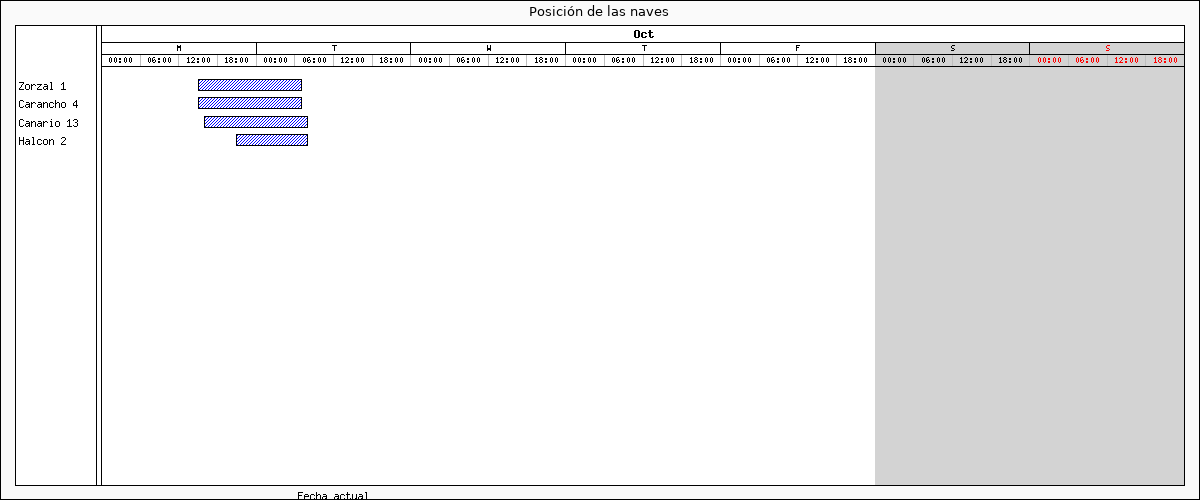 Posición de las naves
Oct
M T W T F S S
00:00 06:00 12:00 18:00 00:00 06:00 12:00 18:00 00:00 06:00 12:00 18:00 00:00 06:00 12:00 18:00 00:00 06:00 12:00 18:00 00:00 06:00 12:00 18:00 00:00 06:00 12:00 18:00
Zorzal 1
Carancho 4
Canario 13
Halcon 2
Fecha actual